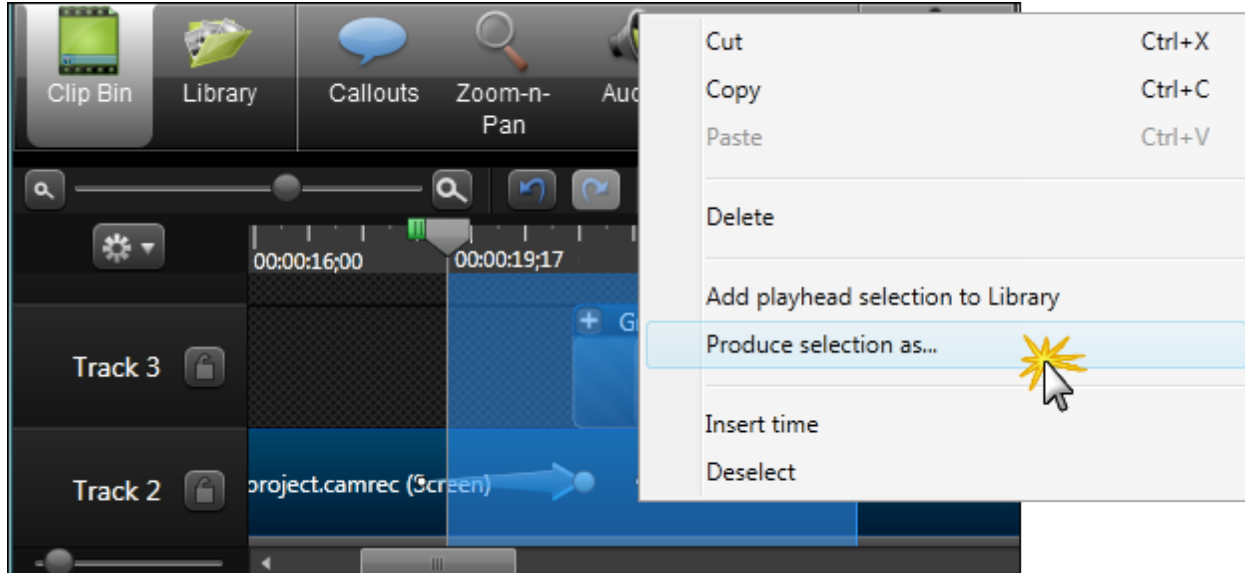 Clip Bin
Library
Callouts
Zoom-n-
Pan
Cut Ctrl+X
Copy Ctrl+C
Paste Ctrl+V
Delete
Add playhead selection to Library
Produce selection as...
Insert time
Deselect
00:00:16;00 00:00:19;17
Track 3
Track 2
project.camrec (Screen)